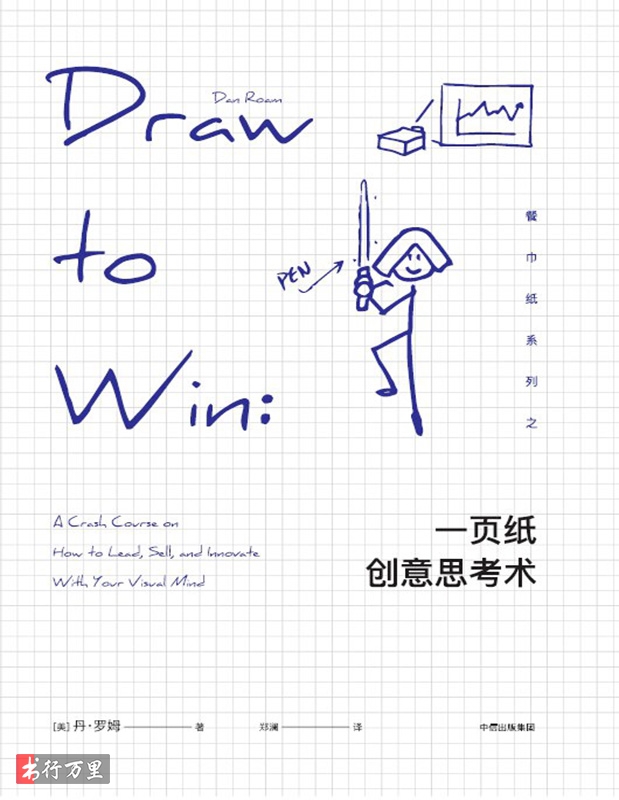 Dan Roam
Draw
to
Win:
PEN
餐巾纸系列之
A Crash Course on
How to Lead, Sell, and Innovate
With Your Visual Mind
一页纸
创意思考术
[美] 丹·罗姆 著 郑澜 译 中信出版集团
书行万里